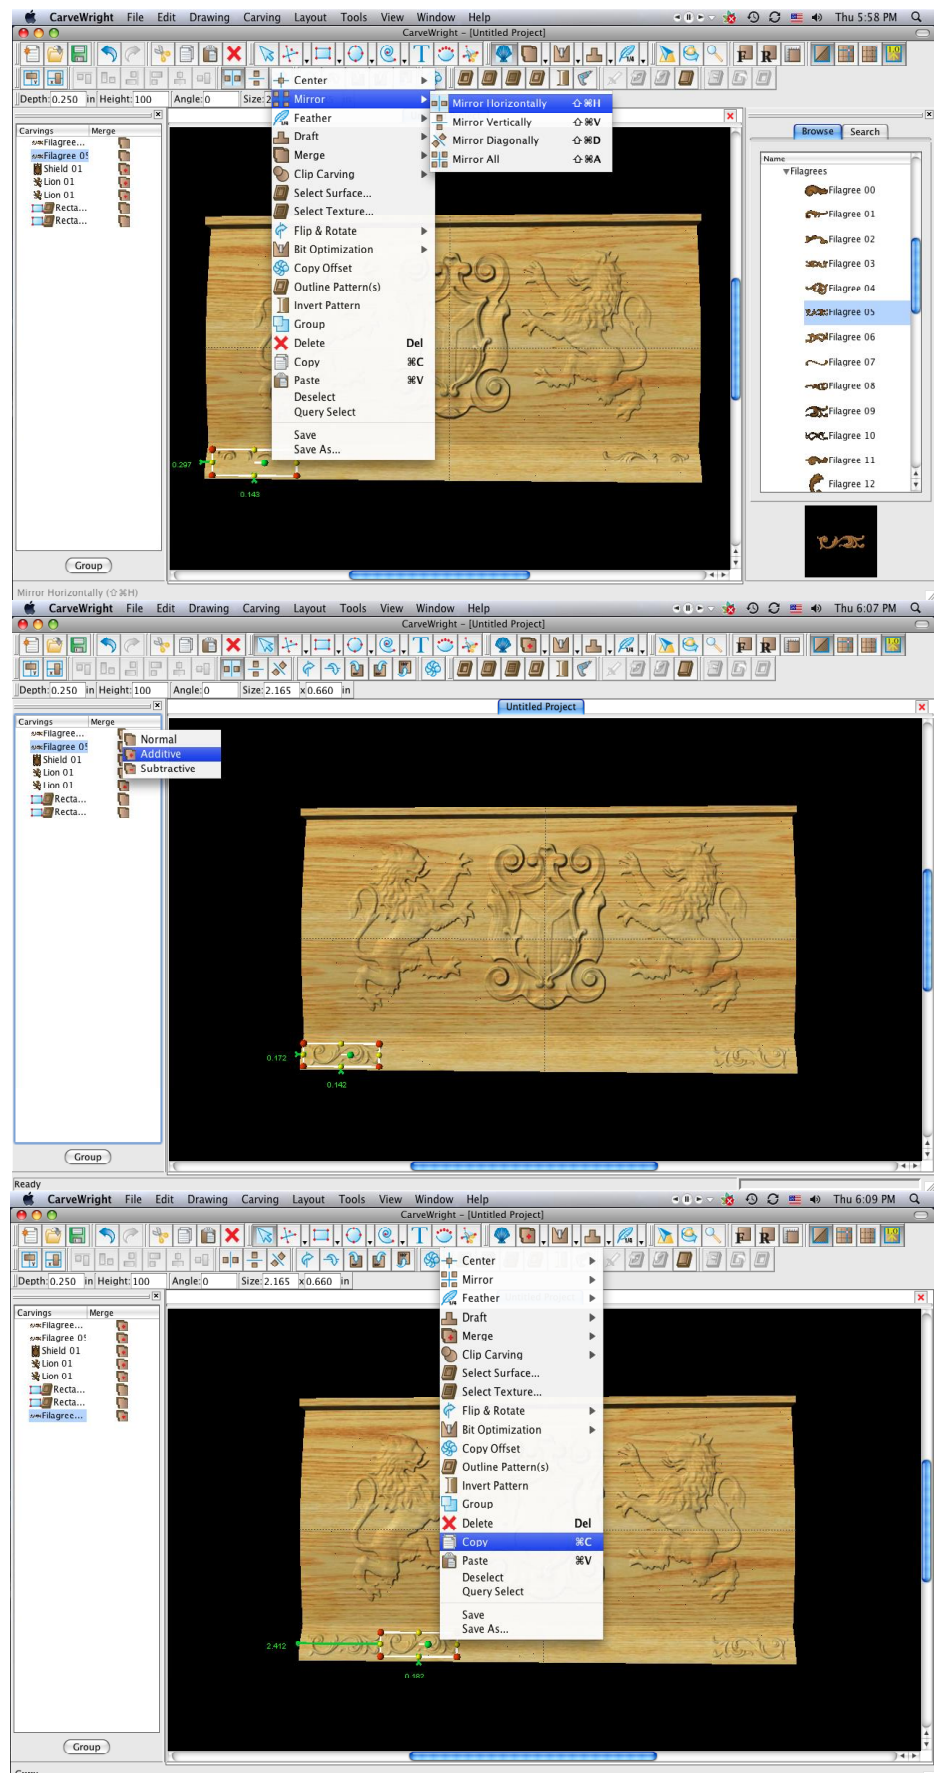 CarveWright File Edit Drawing Carving Layout Tools View Window Help Thu 5:58 PM
CarveWright - [Untitled Project]
Depth: 0.250 in Height: 100 Angle: 0 Size: 2
Carvings Merge
Filagree...
Filagree 05
Shield 01
Lion 01
Lion 01
Recta...
Recta...
Group
Center
Mirror
Feather
Draft
Merge
Clip Carving
Select Surface...
Select Texture...
Flip & Rotate
Bit Optimization
Copy Offset
Outline Pattern(s)
Invert Pattern
Group
Delete Del
Copy ⌘C
Paste ⌘V
Deselect
Query Select
Save
Save As...
Mirror Horizontally ⇧⌘H
Mirror Vertically ⇧⌘V
Mirror Diagonally ⇧⌘D
Mirror All ⇧⌘A
0.297
0.143
Browse Search
Name
Filagrees
Filagree 00
Filagree 01
Filagree 02
Filagree 03
Filagree 04
Filagree 05
Filagree 06
Filagree 07
Filagree 08
Filagree 09
Filagree 10
Filagree 11
Filagree 12
Mirror Horizontally (⇧⌘H)
CarveWright File Edit Drawing Carving Layout Tools View Window Help Thu 6:07 PM
CarveWright - [Untitled Project]
Depth: 0.250 in Height: 100 Angle: 0 Size: 2.165 x 0.660 in
Untitled Project
Carvings Merge
Filagree...
Filagree 05
Shield 01
Lion 01
Lion 01
Recta...
Recta...
Normal
Additive
Subtractive
0.172
0.142
Group
Ready
CarveWright File Edit Drawing Carving Layout Tools View Window Help Thu 6:09 PM
CarveWright - [Untitled Project]
Depth: 0.250 in Height: 100 Angle: 0 Size: 2.165 x 0.660 in
Carvings Merge
Filagree...
Filagree 05
Shield 01
Lion 01
Lion 01
Recta...
Recta...
Filagree...
Center
Mirror
Feather
Draft
Merge
Clip Carving
Select Surface...
Select Texture...
Flip & Rotate
Bit Optimization
Copy Offset
Outline Pattern(s)
Invert Pattern
Group
Delete Del
Copy ⌘C
Paste ⌘V
Deselect
Query Select
Save
Save As...
2.412
0.182
Group